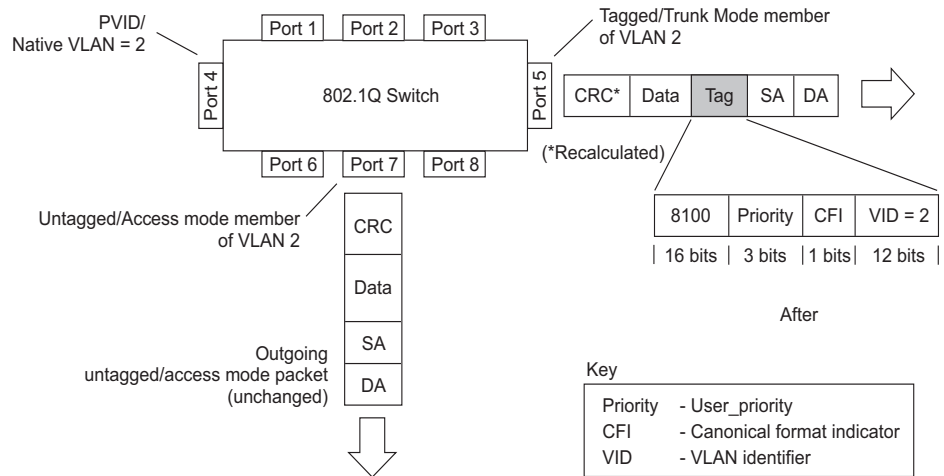 PVID/
Native VLAN = 2
Port 1
Port 2
Port 3
Tagged/Trunk Mode member
of VLAN 2
Port 4
802.1Q Switch
Port 5
CRC*
Data
Tag
SA
DA
(*Recalculated)
Port 6
Port 7
Port 8
Untagged/Access mode member
of VLAN 2
8100
Priority
CFI
VID = 2
16 bits
3 bits
1 bits
12 bits
CRC
Data
SA
DA
After
Outgoing
untagged/access mode packet
(unchanged)
Key
Priority - User_priority
CFI - Canonical format indicator
VID - VLAN identifier